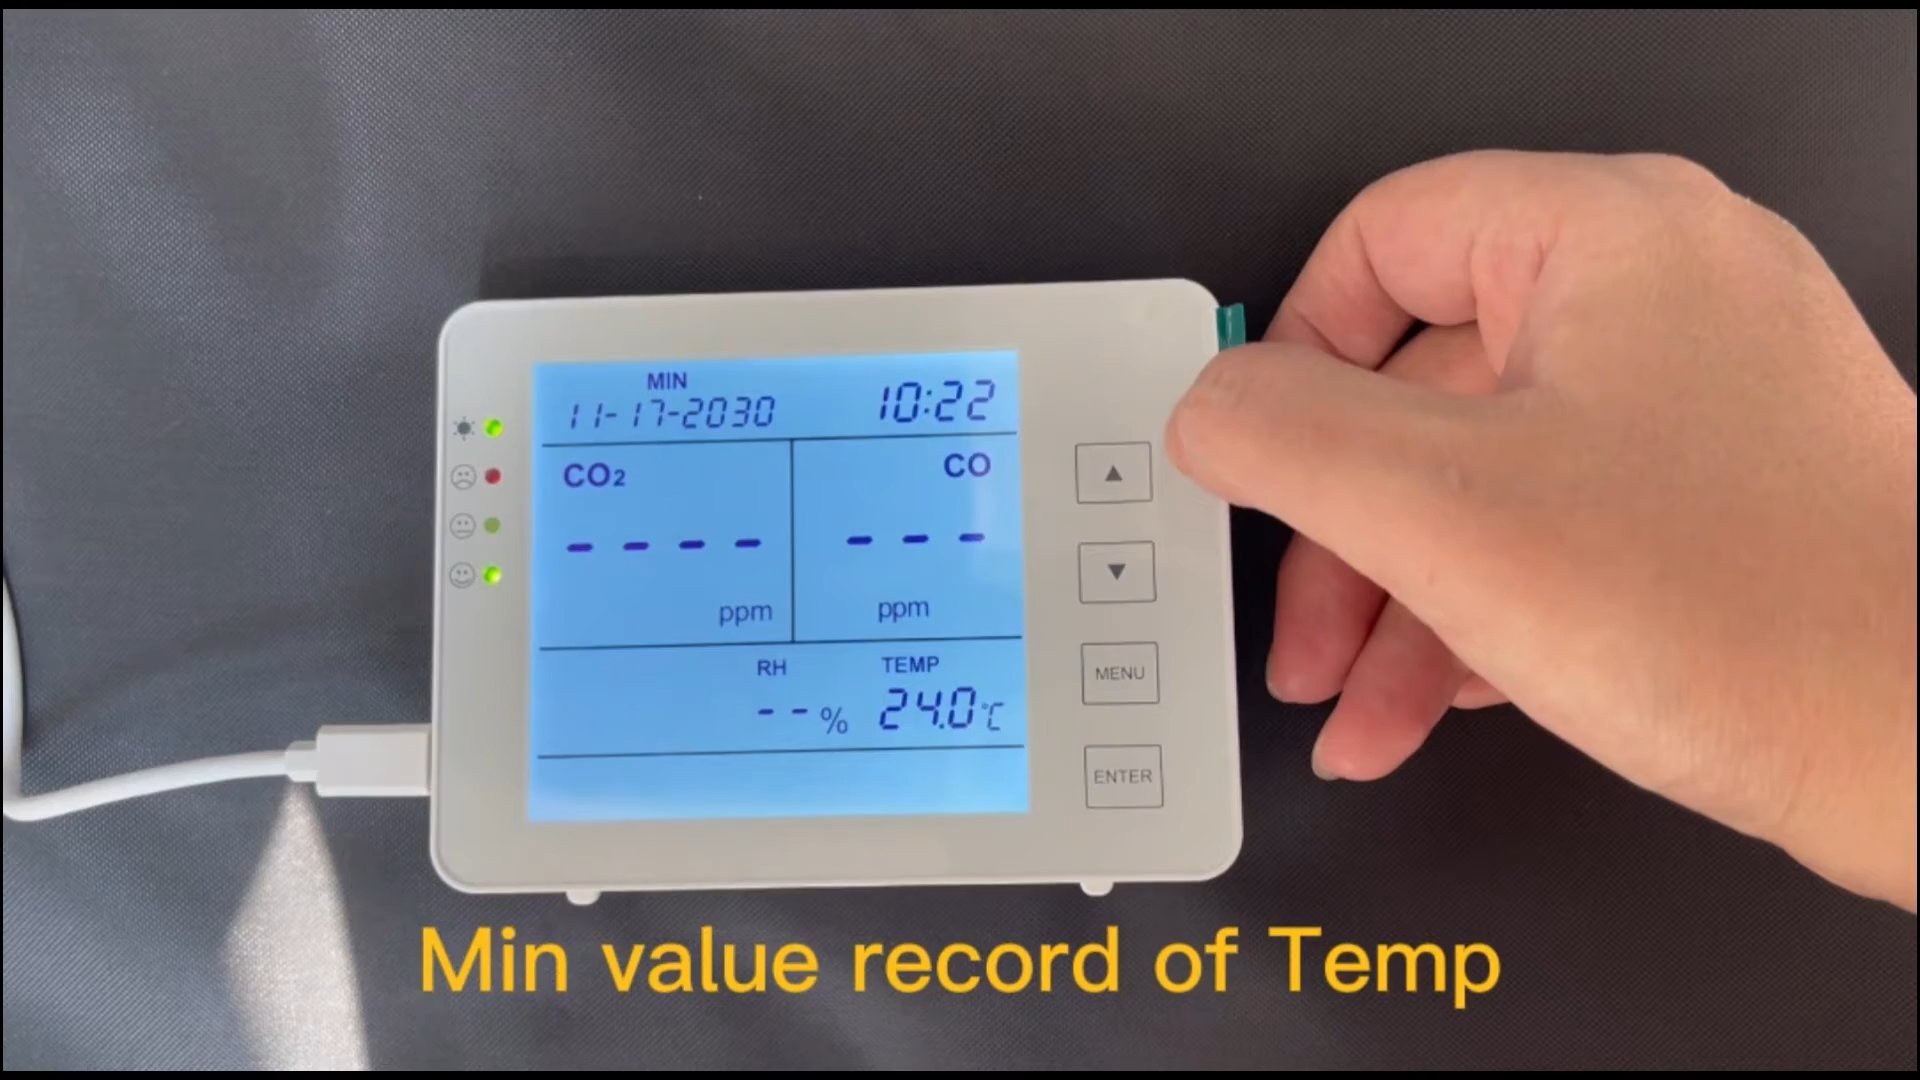 MIN
11-17-2030 10:22
CO2 CO
---- ---
ppm ppm
RH TEMP
--% 24.0°C
▲
▼
MENU
ENTER
Min value record of Temp